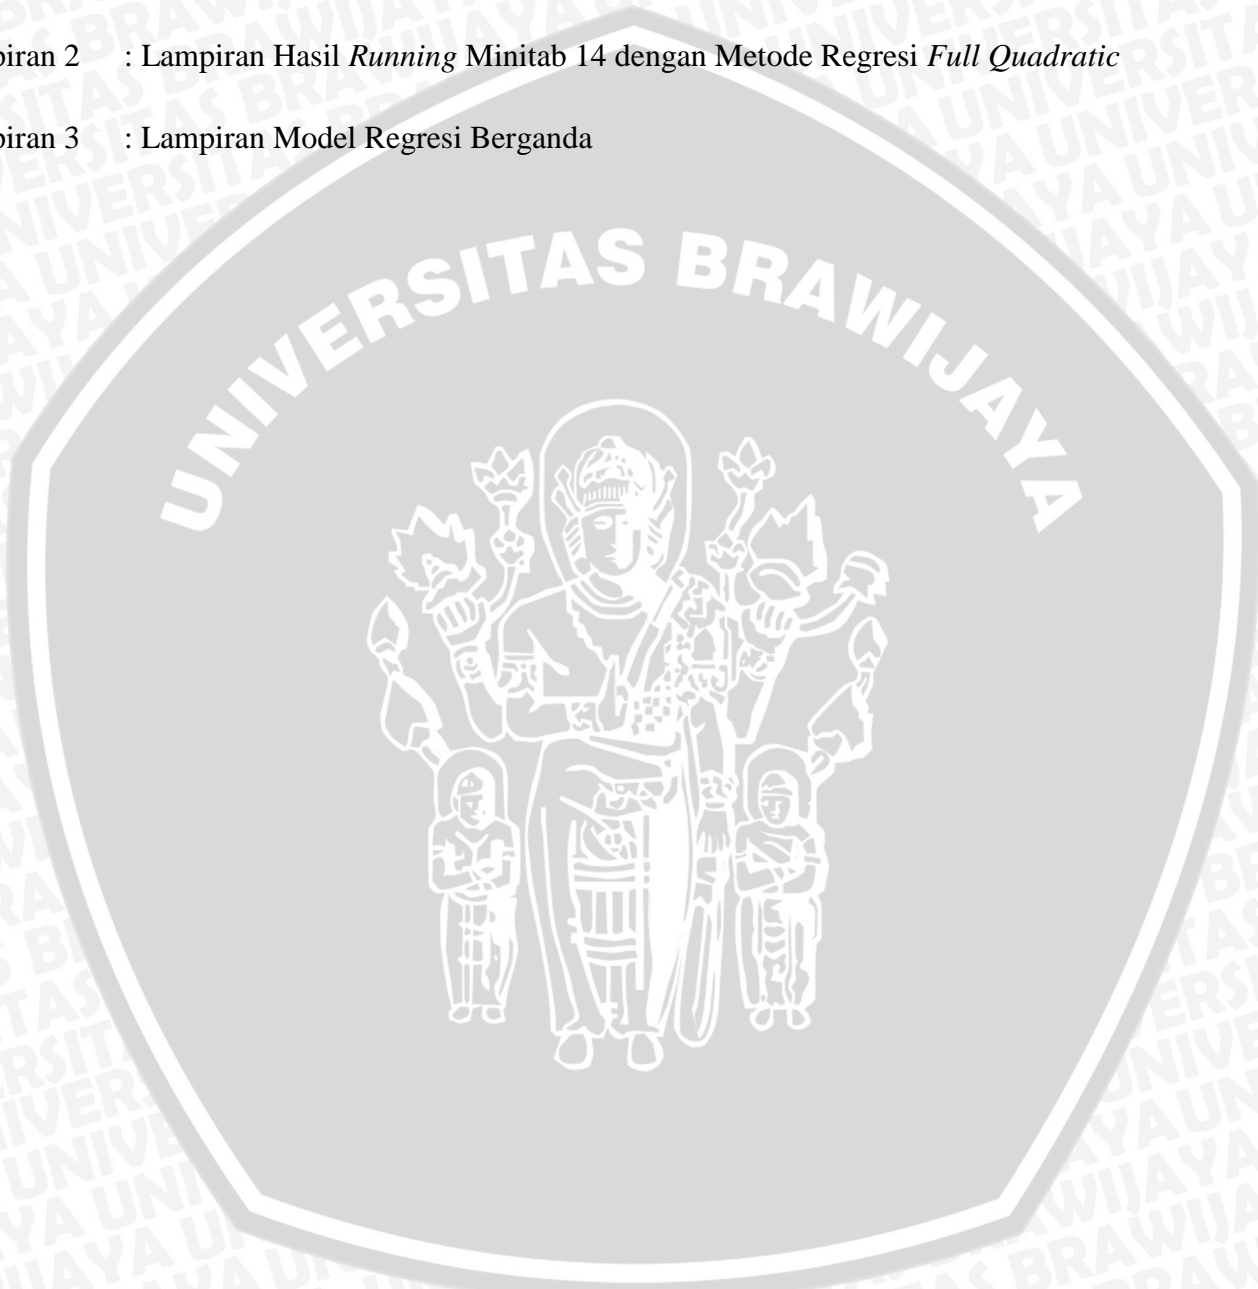 piran 2 : Lampiran Hasil Running Minitab 14 dengan Metode Regresi Full Quadratic
piran 3 : Lampiran Model Regresi Berganda
UNIVERSITAS BRAWIJAYA